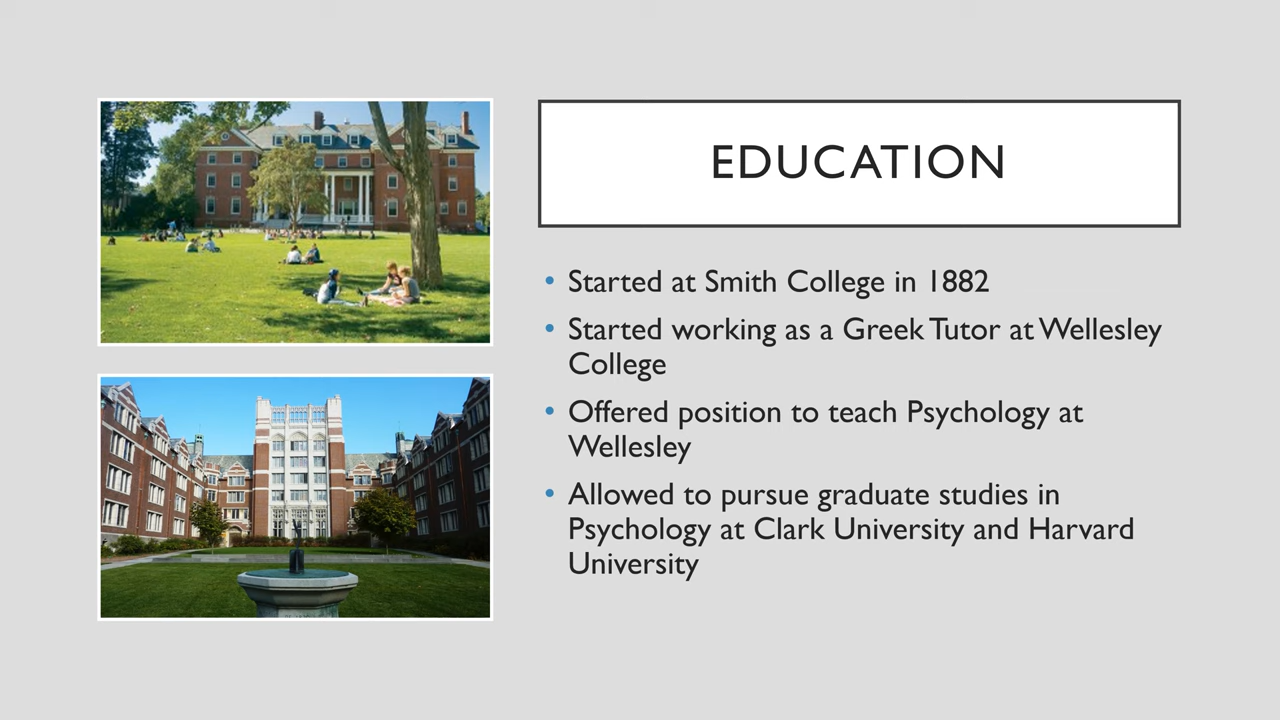 EDUCATION
• Started at Smith College in 1882
• Started working as a Greek Tutor at Wellesley
College
• Offered position to teach Psychology at
Wellesley
• Allowed to pursue graduate studies in
Psychology at Clark University and Harvard
University